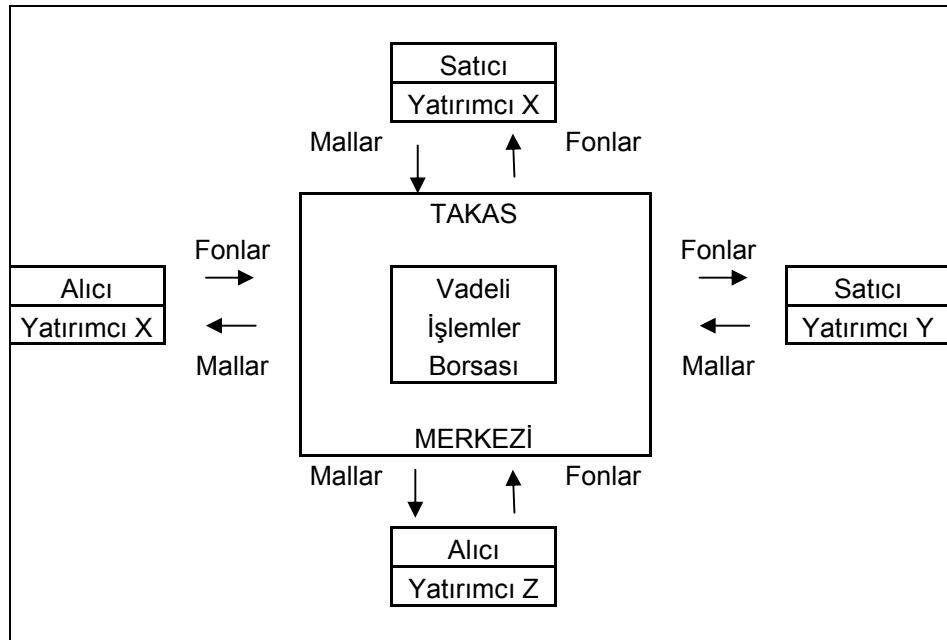 Satıcı
Yatırımcı X
Mallar
Fonlar
TAKAS
Fonlar
Fonlar
Alıcı
Yatırımcı X
Vadeli
İşlemler
Borsası
Satıcı
Yatırımcı Y
Mallar
Mallar
MERKEZİ
Mallar
Fonlar
Alıcı
Yatırımcı Z